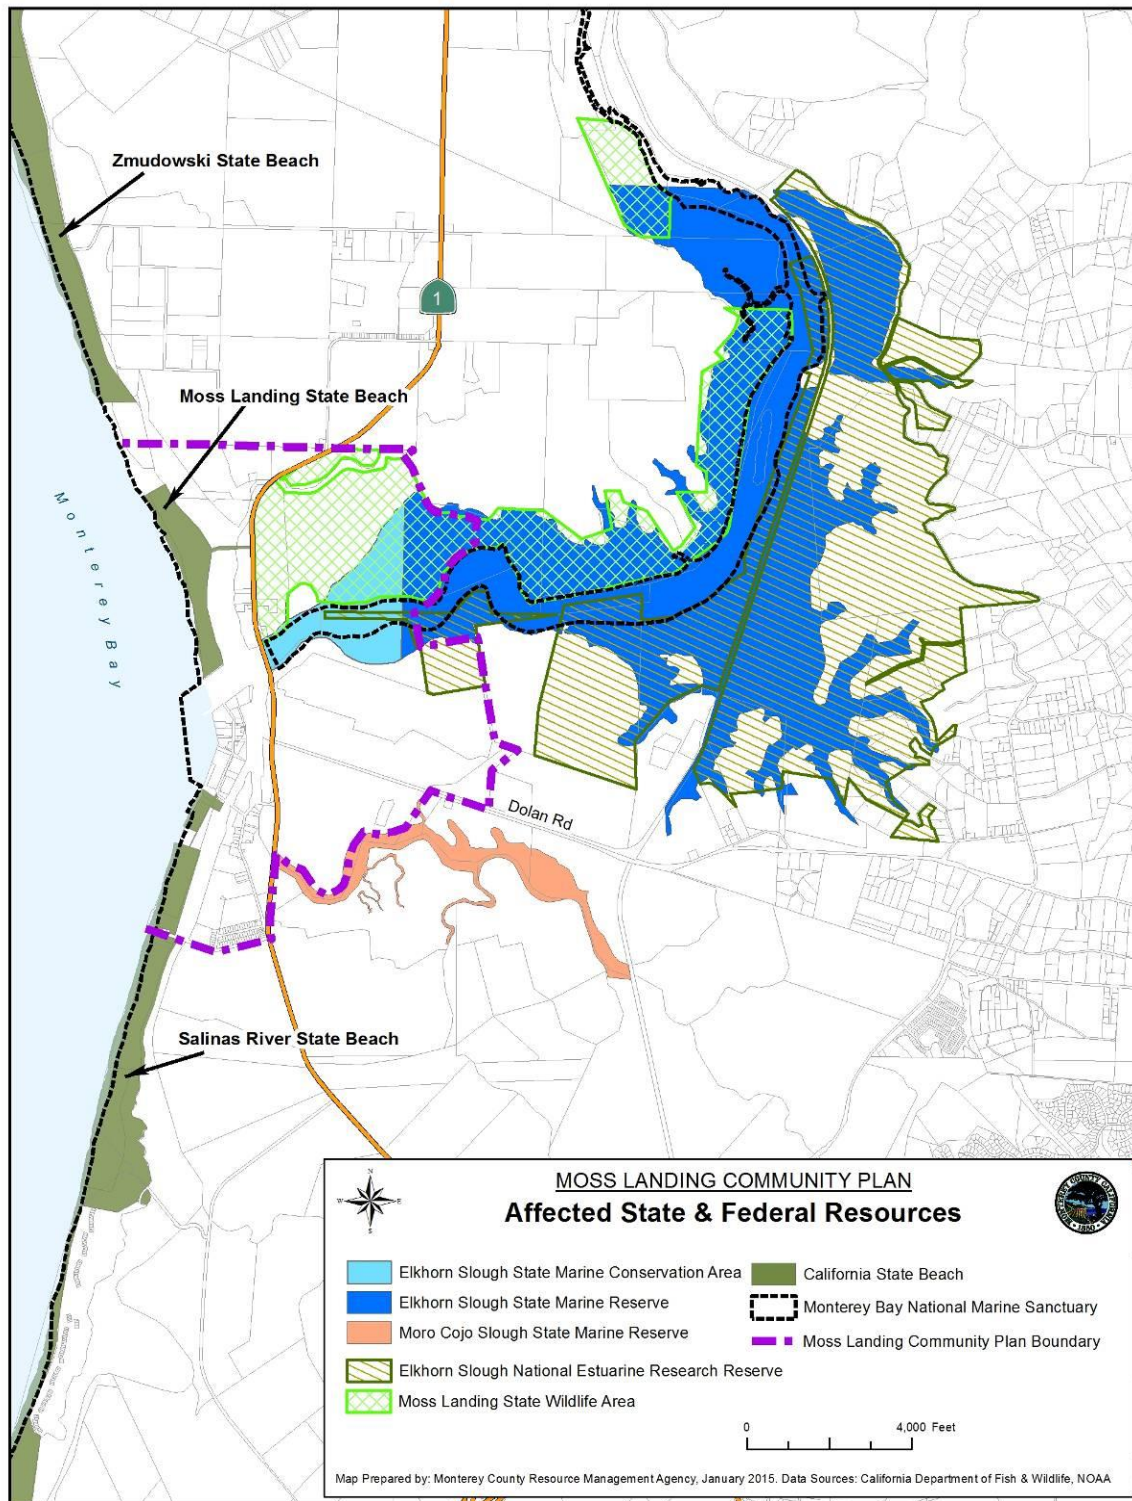 Zmudowski State Beach
1
Moss Landing State Beach
Monterey Bay
Dolan Rd
Salinas River State Beach
MOSS LANDING COMMUNITY PLAN
Affected State & Federal Resources
N
W E
S
Elkhorn Slough State Marine Conservation Area
Elkhorn Slough State Marine Reserve
Moro Cojo Slough State Marine Reserve
Elkhorn Slough National Estuarine Research Reserve
Moss Landing State Wildlife Area
California State Beach
Monterey Bay National Marine Sanctuary
Moss Landing Community Plan Boundary
MONTEREY COUNTY CALIFORNIA
1850
0 4,000 Feet
Map Prepared by: Monterey County Resource Management Agency, January 2015. Data Sources: California Department of Fish & Wildlife, NOAA